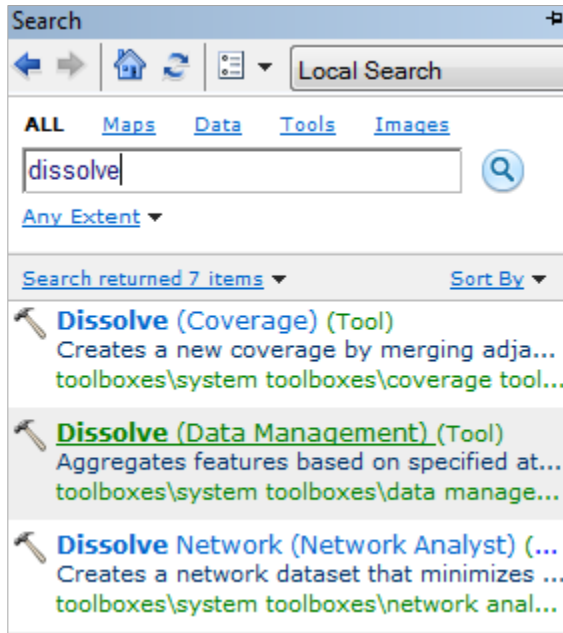 Search
Local Search
ALL Maps Data Tools Images
dissolve
Any Extent
Search returned 7 items Sort By
Dissolve (Coverage) (Tool)
Creates a new coverage by merging adja...
toolboxes\system toolboxes\coverage tool...
Dissolve (Data Management) (Tool)
Aggregates features based on specified at...
toolboxes\system toolboxes\data manage...
Dissolve Network (Network Analyst) (...
Creates a network dataset that minimizes ...
toolboxes\system toolboxes\network anal...